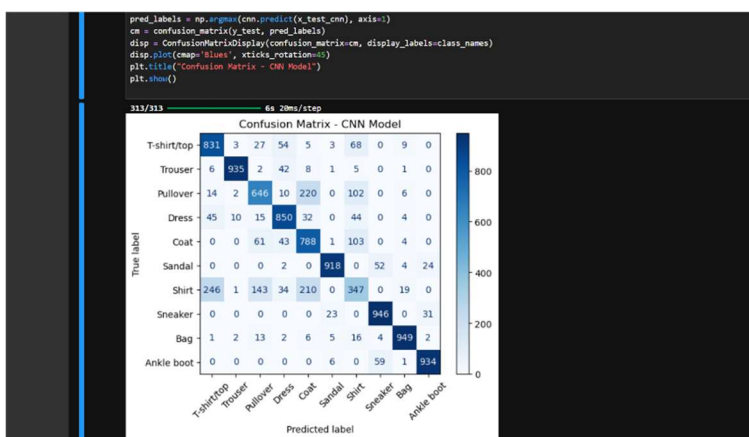 pred_labels = np.argmax(cnn.predict(x_test_cnn), axis=1)
cm = confusion_matrix(y_test, pred_labels)
disp = ConfusionMatrixDisplay(confusion_matrix=cm, display_labels=class_names)
disp.plot(cmap='Blues', xticks_rotation=45)
plt.title("Confusion Matrix - CNN Model")
plt.show()
313/313 6s 20ms/step
Confusion Matrix - CNN Model
T-shirt/top 831 3 27 54 5 3 68 0 9 0
Trouser 6 935 2 42 8 1 5 0 1 0
Pullover 14 2 646 10 220 0 102 0 6 0
Dress 45 10 15 850 32 0 44 0 4 0
Coat 0 0 61 43 788 1 103 0 4 0
Sandal 0 0 0 2 0 918 0 52 4 24
Shirt 246 1 143 34 210 0 347 0 19 0
Sneaker 0 0 0 0 0 23 0 946 0 31
Bag 1 2 13 2 6 5 16 4 949 2
Ankle boot 0 0 0 0 0 6 0 59 1 934
True label
T-shirt/top Trouser Pullover Dress Coat Sandal Shirt Sneaker Bag Ankle boot
Predicted label
800
600
400
200
0